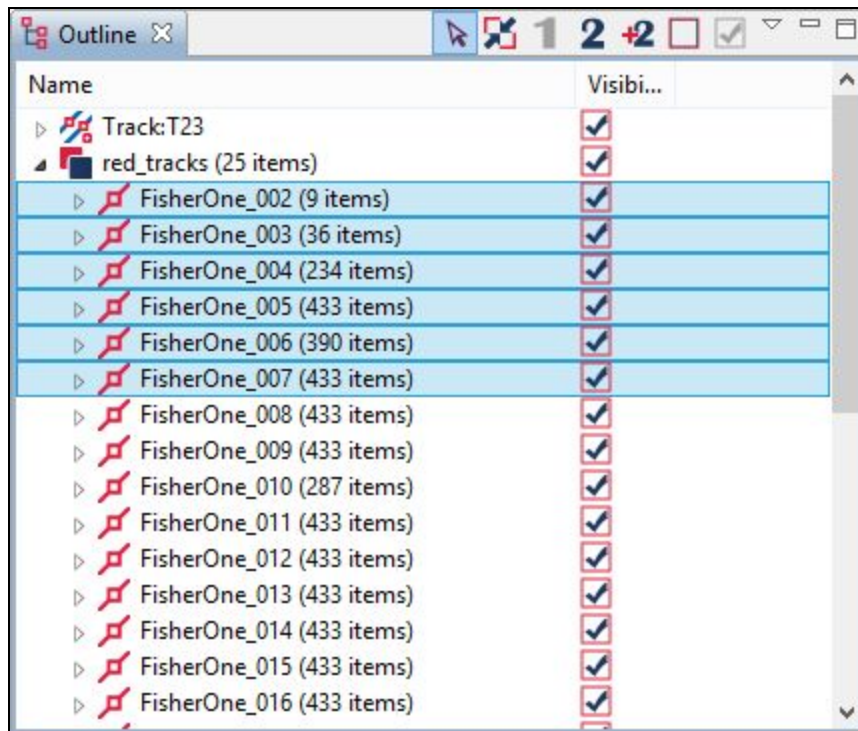 Outline
1 2 +2
Name Visibi...
Track:T23
red_tracks (25 items)
FisherOne_002 (9 items)
FisherOne_003 (36 items)
FisherOne_004 (234 items)
FisherOne_005 (433 items)
FisherOne_006 (390 items)
FisherOne_007 (433 items)
FisherOne_008 (433 items)
FisherOne_009 (433 items)
FisherOne_010 (287 items)
FisherOne_011 (433 items)
FisherOne_012 (433 items)
FisherOne_013 (433 items)
FisherOne_014 (433 items)
FisherOne_015 (433 items)
FisherOne_016 (433 items)